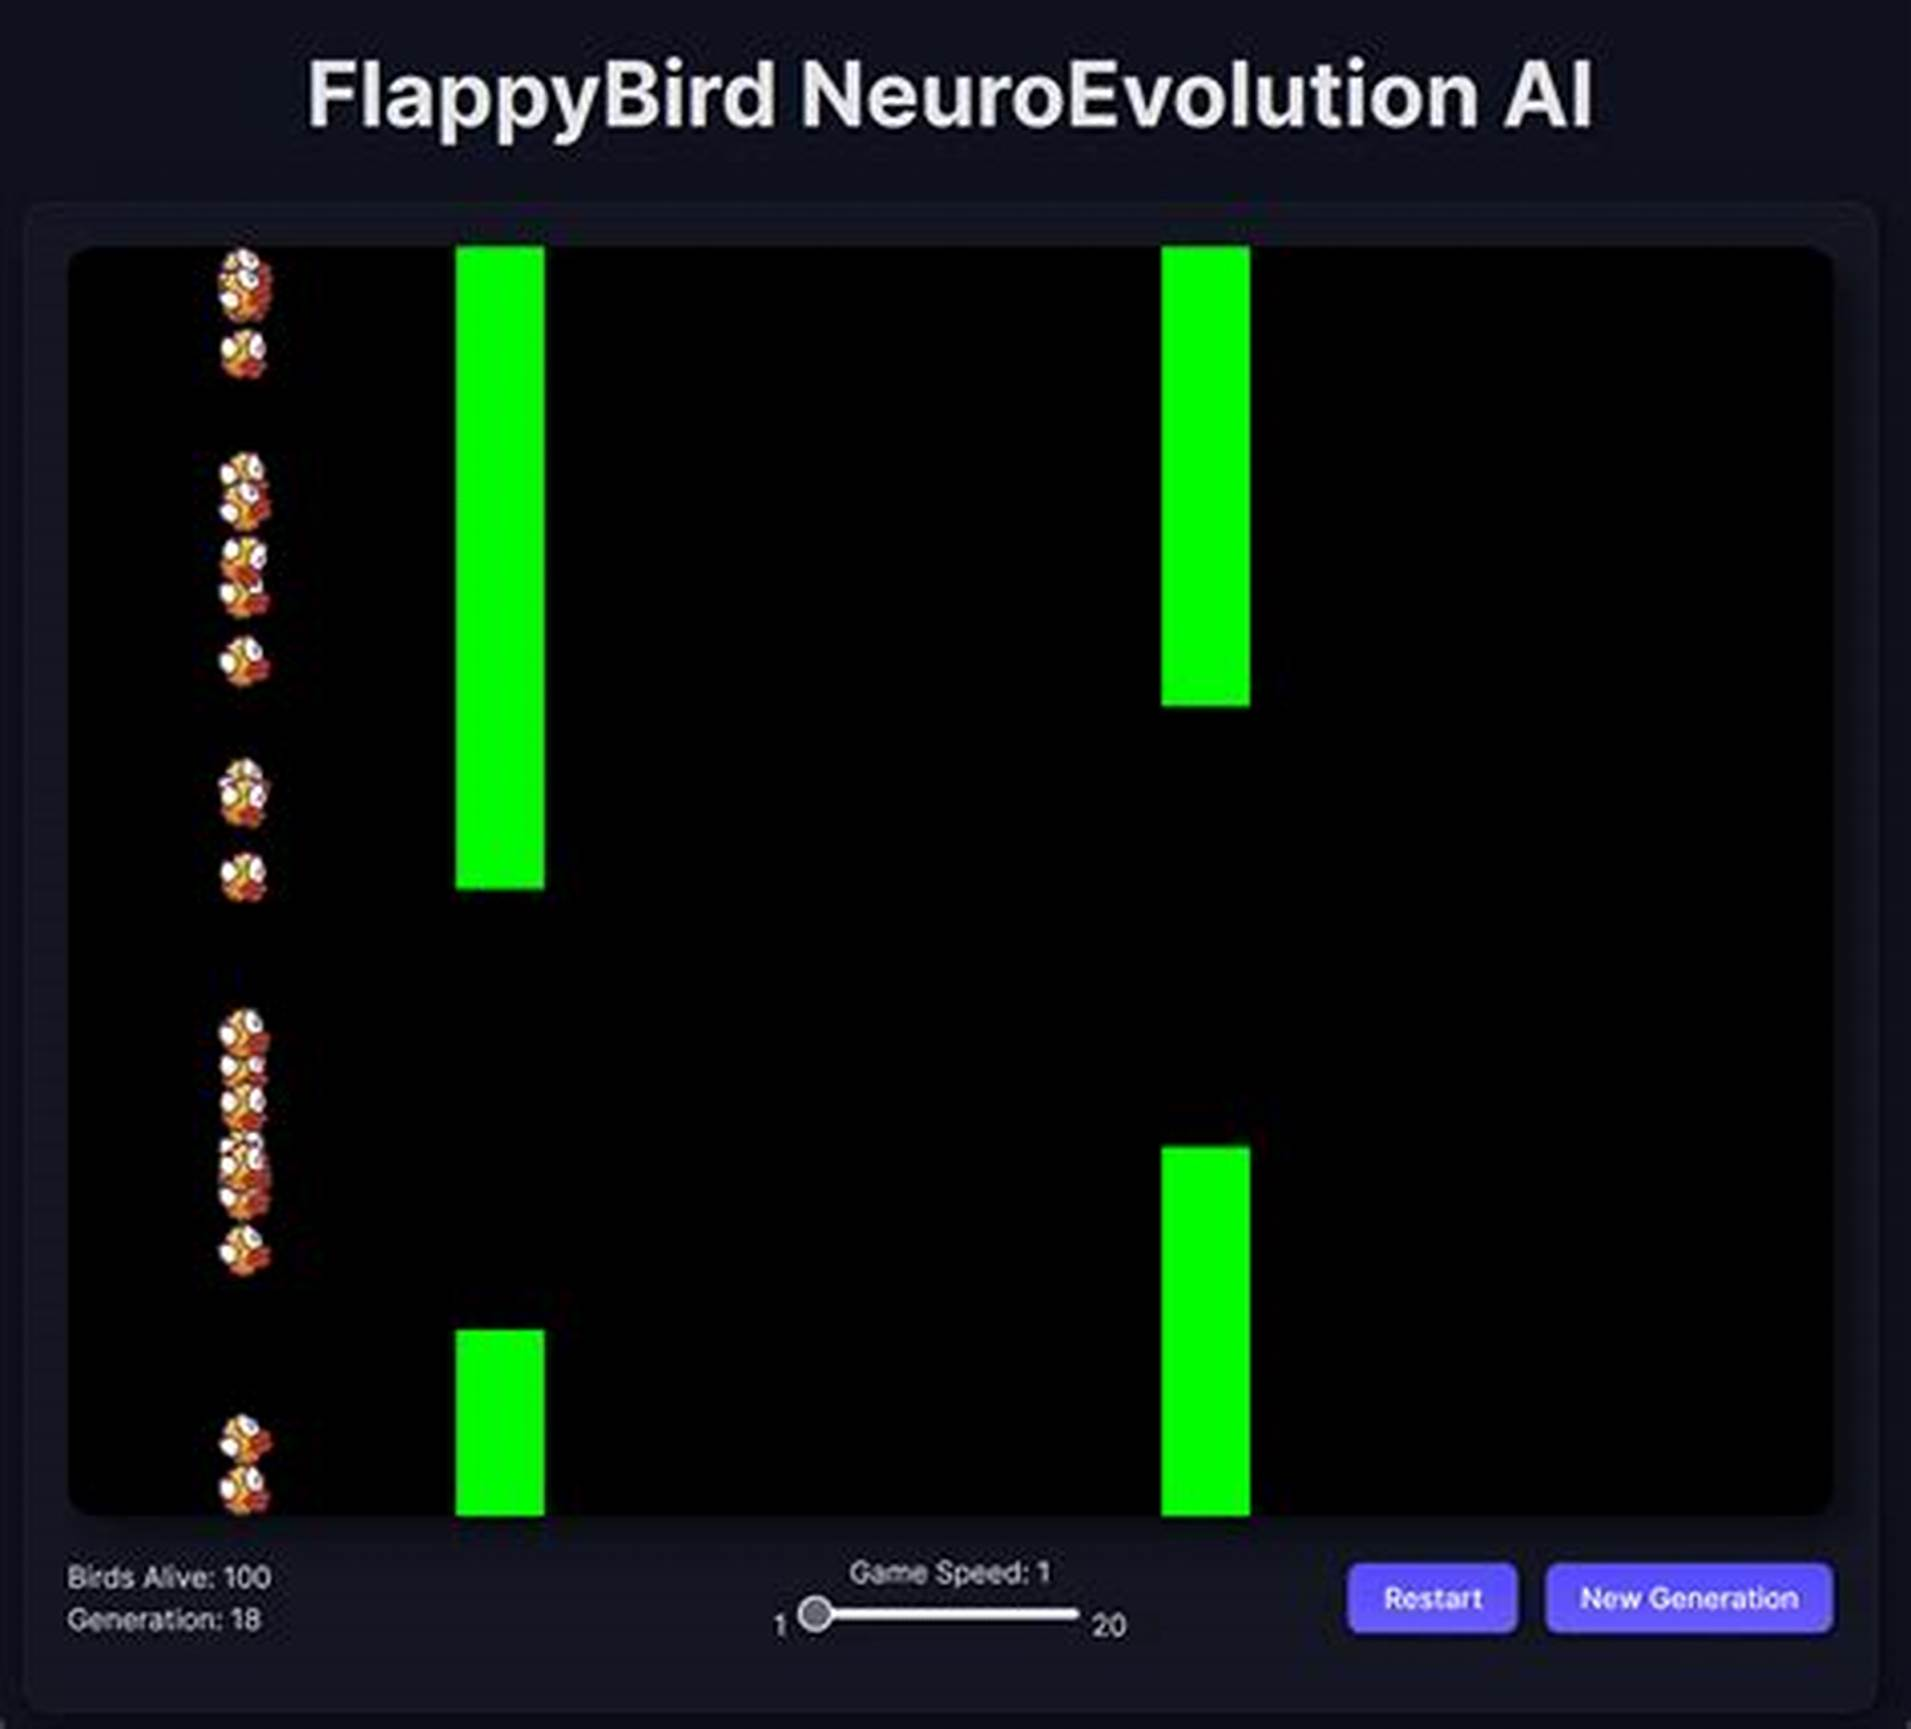 FlappyBird NeuroEvolution AI
Birds Alive: 100
Generation: 18
Game Speed: 1
1
20
Restart
New Generation